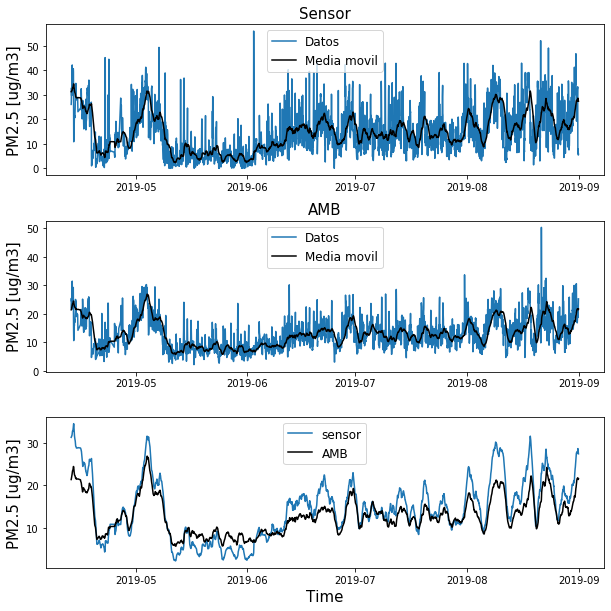 Sensor
PM2.5 [ug/m3]
50
40
30
20
10
0
Datos
Media movil
2019-05
2019-06
2019-07
2019-08
2019-09
AMB
PM2.5 [ug/m3]
50
40
30
20
10
0
Datos
Media movil
2019-05
2019-06
2019-07
2019-08
2019-09
PM2.5 [ug/m3]
30
20
10
sensor
AMB
2019-05
2019-06
2019-07
2019-08
2019-09
Time